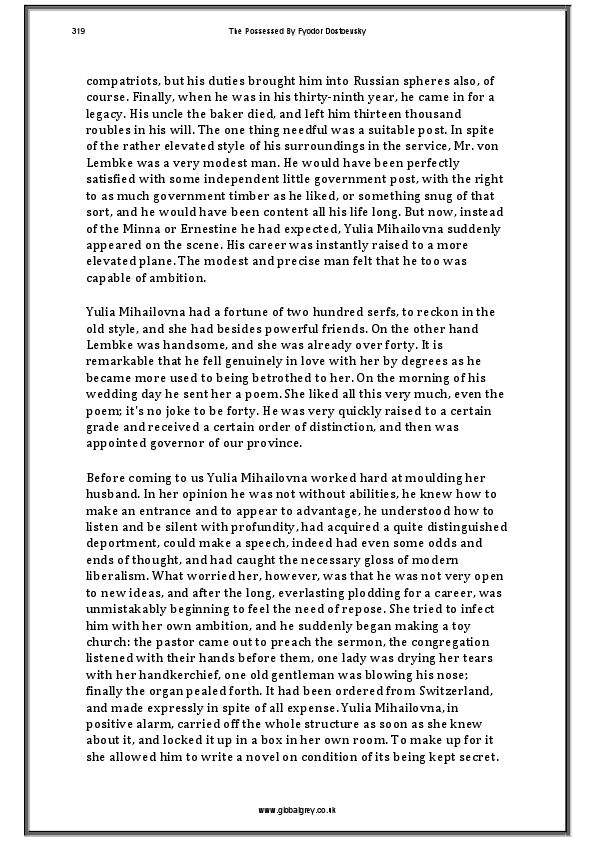 319 The Possessed By Fyodor Dostoevsky
compatriots, but his duties brought him into Russian spheres also, of
course. Finally, when he was in his thirty-ninth year, he came in for a
legacy. His uncle the baker died, and left him thirteen thousand
roubles in his will. The one thing needful was a suitable post. In spite
of the rather elevated style of his surroundings in the service, Mr. von
Lembke was a very modest man. He would have been perfectly
satisfied with some independent little government post, with the right
to as much government timber as he liked, or something snug of that
sort, and he would have been content all his life long. But now, instead
of the Minna or Ernestine he had expected, Yulia Mihailovna suddenly
appeared on the scene. His career was instantly raised to a more
elevated plane. The modest and precise man felt that he too was
capable of ambition.
Yulia Mihailovna had a fortune of two hundred serfs, to reckon in the
old style, and she had besides powerful friends. On the other hand
Lembke was handsome, and she was already over forty. It is
remarkable that he fell genuinely in love with her by degrees as he
became more used to being betrothed to her. On the morning of his
wedding day he sent her a poem. She liked all this very much, even the
poem; it's no joke to be forty. He was very quickly raised to a certain
grade and received a certain order of distinction, and then was
appointed governor of our province.
Before coming to us Yulia Mihailovna worked hard at moulding her
husband. In her opinion he was not without abilities, he knew how to
make an entrance and to appear to advantage, he understood how to
listen and be silent with profundity, had acquired a quite distinguished
deportment, could make a speech, indeed had even some odds and
ends of thought, and had caught the necessary gloss of modern
liberalism. What worried her, however, was that he was not very open
to new ideas, and after the long, everlasting plodding for a career, was
unmistakably beginning to feel the need of repose. She tried to infect
him with her own ambition, and he suddenly began making a toy
church: the pastor came out to preach the sermon, the congregation
listened with their hands before them, one lady was drying her tears
with her handkerchief, one old gentleman was blowing his nose;
finally the organ pealed forth. It had been ordered from Switzerland,
and made expressly in spite of all expense. Yulia Mihailovna, in
positive alarm, carried off the whole structure as soon as she knew
about it, and locked it up in a box in her own room. To make up for it
she allowed him to write a novel on condition of its being kept secret.
www.globalgrey.co.uk